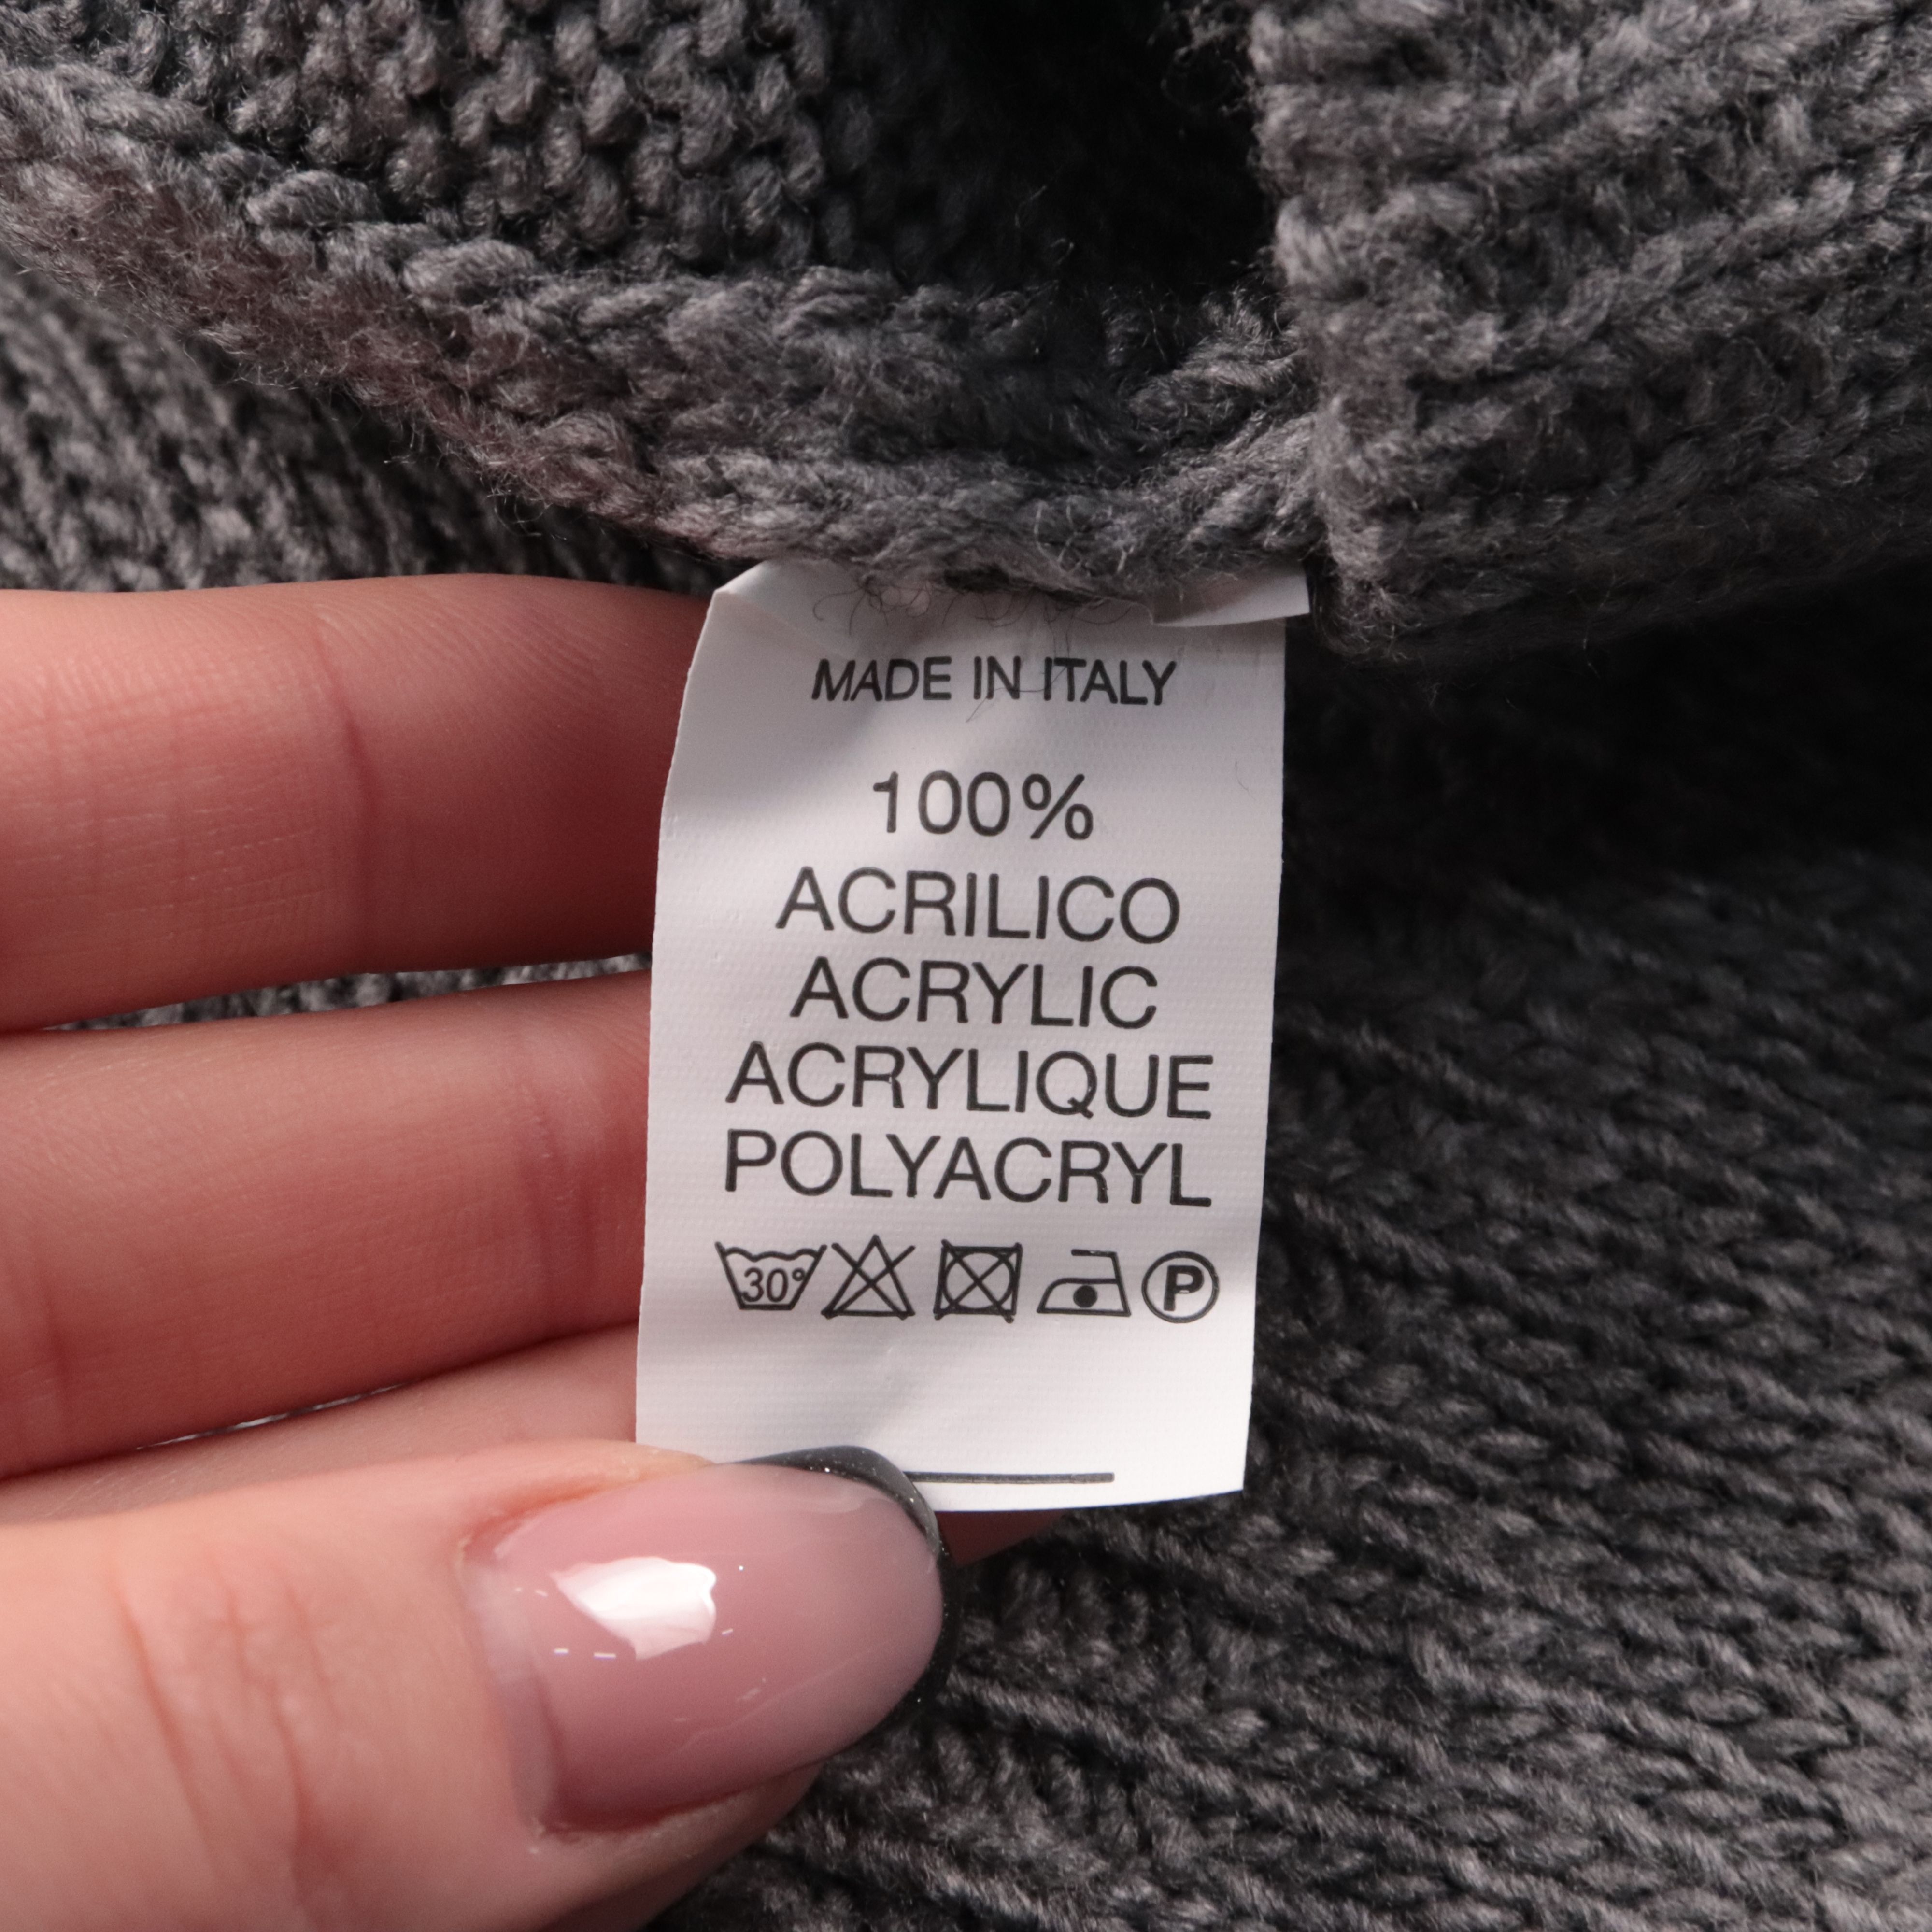 MADE IN ITALY
100%
ACRILICO
ACRYLIC
ACRYLIQUE
POLYACRYL
30° P